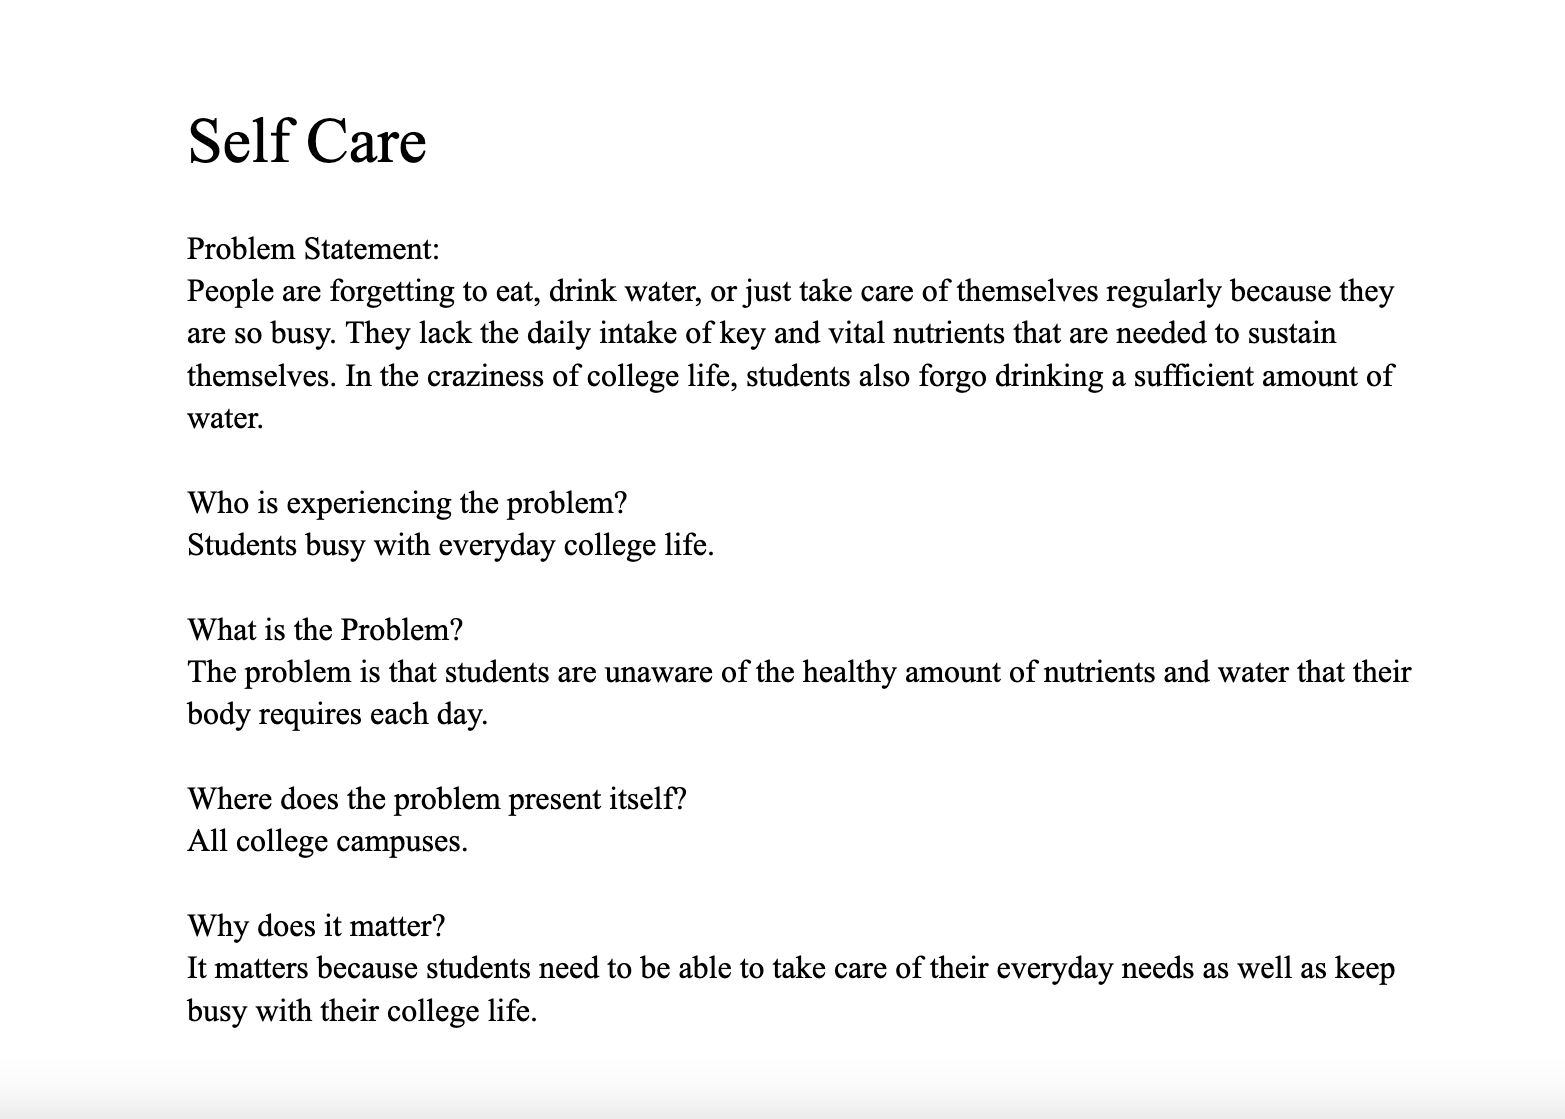 Self Care
Problem Statement:
People are forgetting to eat, drink water, or just take care of themselves regularly because they
are so busy. They lack the daily intake of key and vital nutrients that are needed to sustain
themselves. In the craziness of college life, students also forgo drinking a sufficient amount of
water.
Who is experiencing the problem?
Students busy with everyday college life.
What is the Problem?
The problem is that students are unaware of the healthy amount of nutrients and water that their
body requires each day.
Where does the problem present itself?
All college campuses.
Why does it matter?
It matters because students need to be able to take care of their everyday needs as well as keep
busy with their college life.